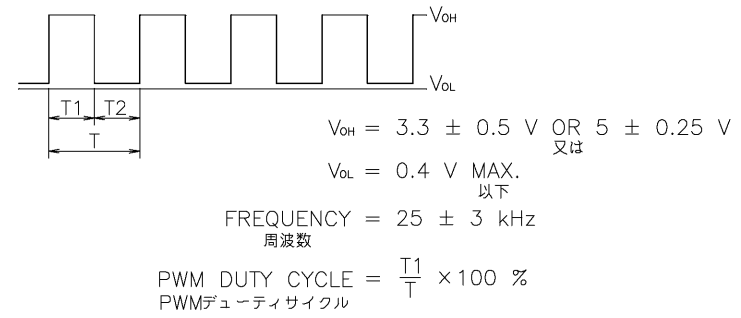 VOH
VOL
T1 T2
T
VOH = 3.3 ± 0.5 V OR 5 ± 0.25 V
又は
VOL = 0.4 V MAX.
以下
FREQUENCY = 25 ± 3 kHz
周波数
PWM DUTY CYCLE = T1/T ×100 %
PWMデューティサイクル